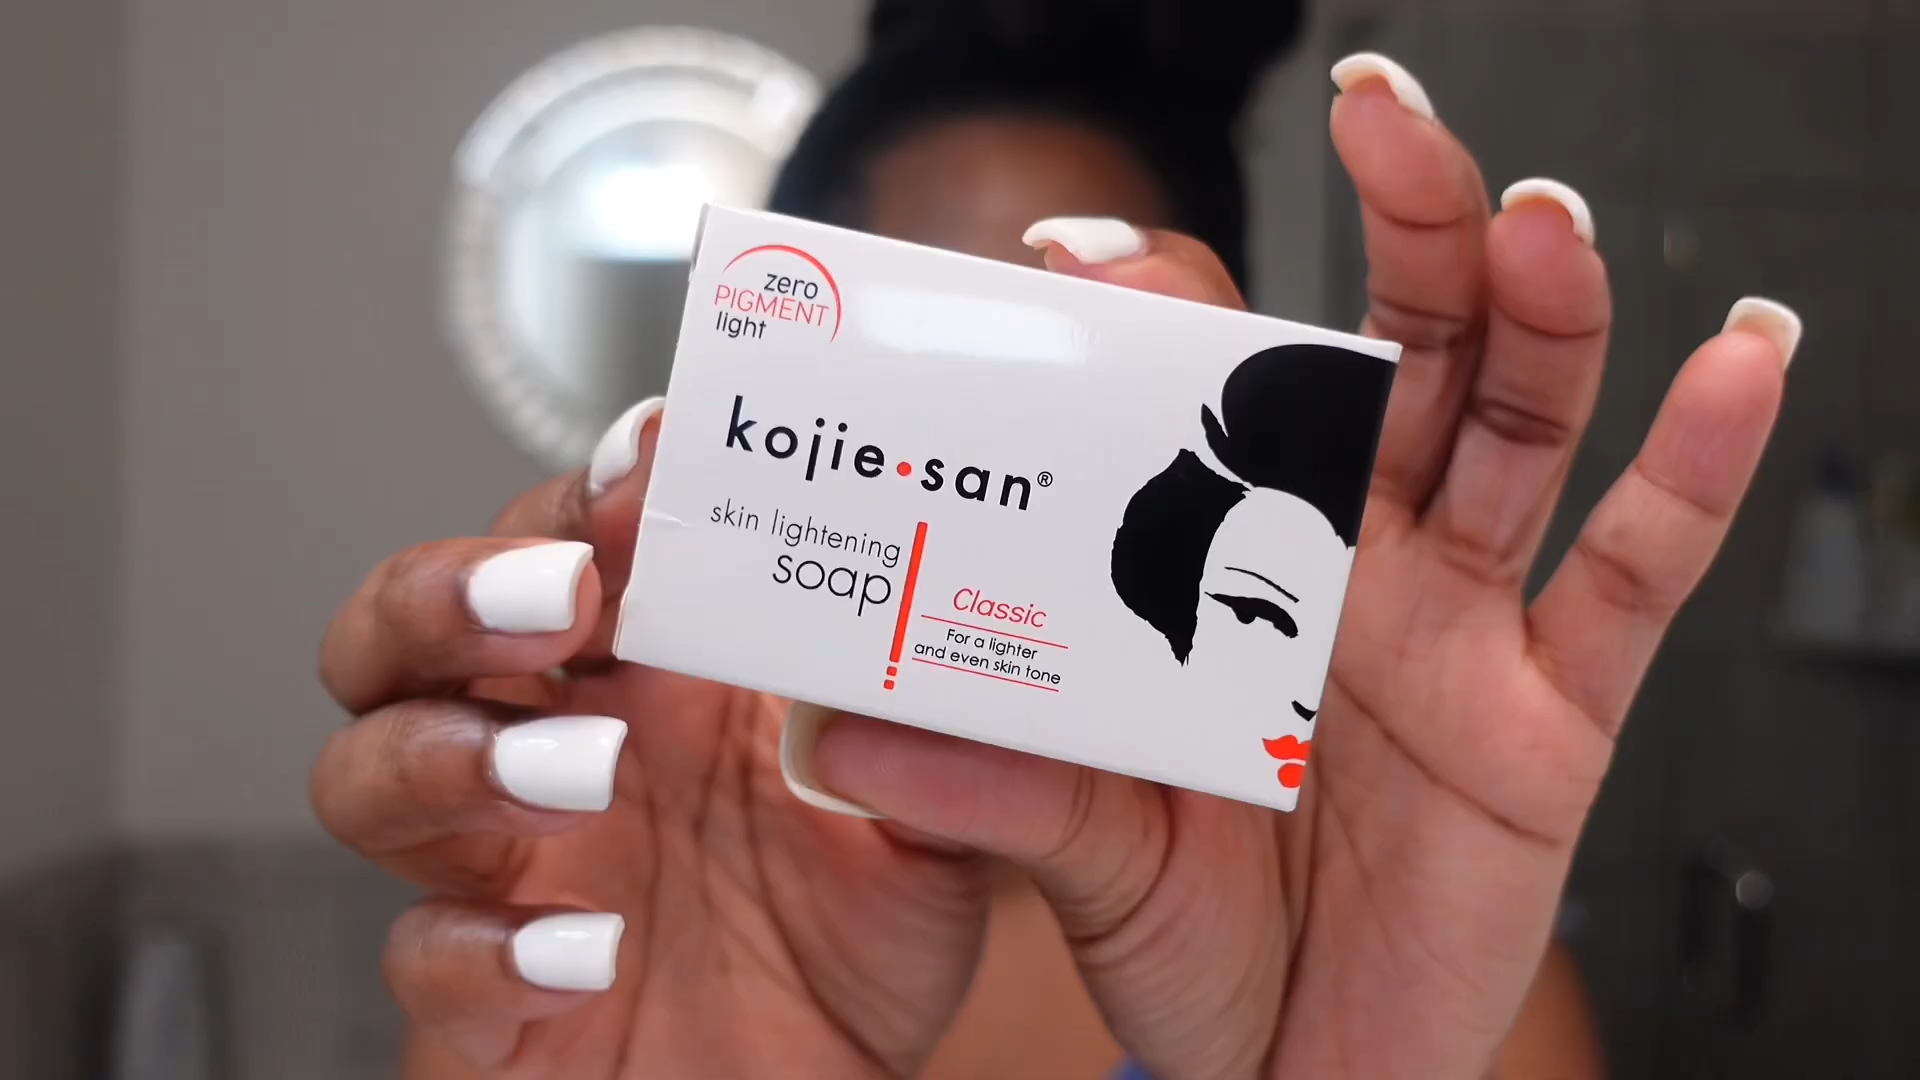 zero
PIGMENT
light
kojie•san®
skin lightening
soap
Classic
For a lighter
and even skin tone